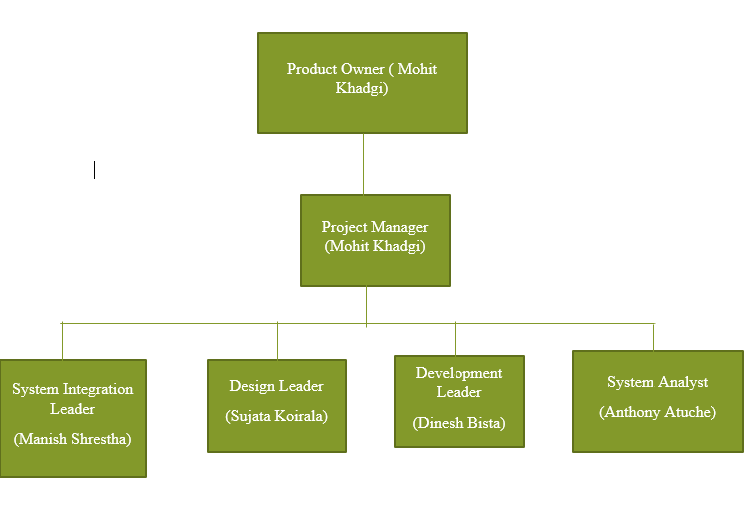 Product Owner ( Mohit
Khadgi)
Project Manager
(Mohit Khadgi)
System Integration
Leader
(Manish Shrestha)
Design Leader
(Sujata Koirala)
Development
Leader
(Dinesh Bista)
System Analyst
(Anthony Atuche)